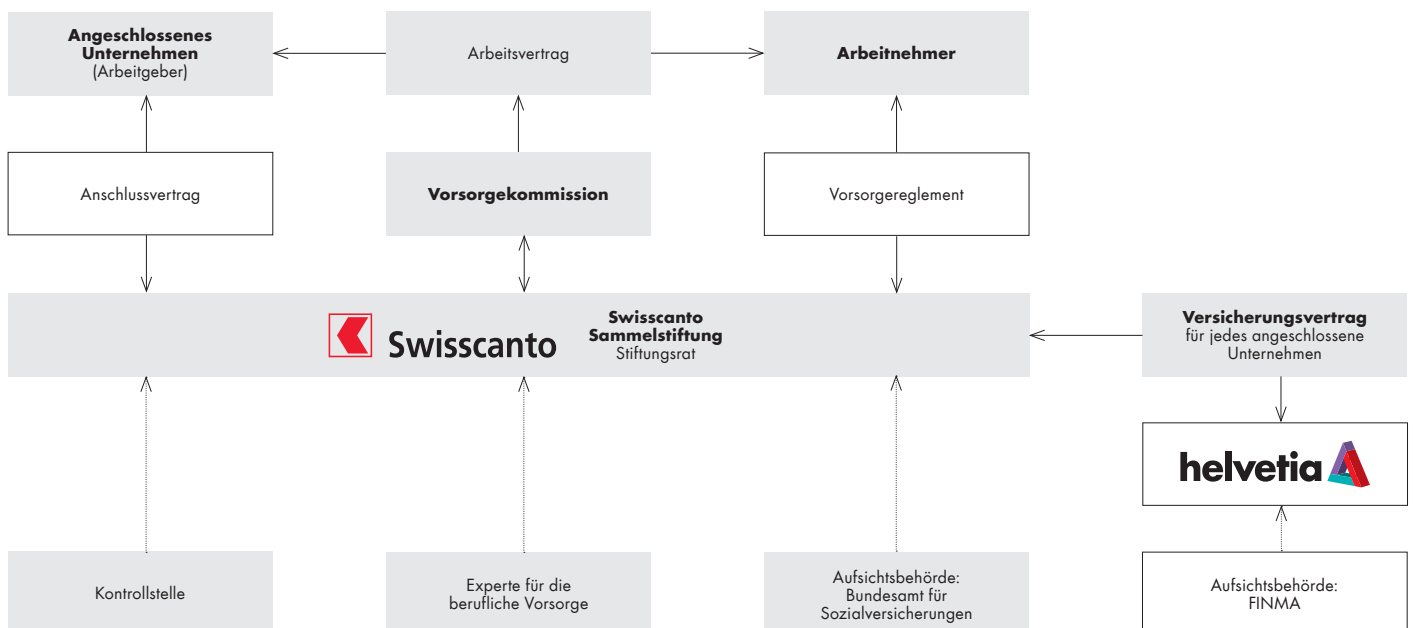 Angeschlossenes
Unternehmen
(Arbeitgeber)
Arbeitsvertrag
Arbeitnehmer
Anschlussvertrag
Vorsorgekommission
Vorsorgereglement
Swisscanto
Swisscanto
Sammelstiftung
Stiftungsrat
Versicherungsvertrag
für jedes angeschlossene
Unternehmen
helvetia
Kontrollstelle
Experte für die
berufliche Vorsorge
Aufsichtsbehörde:
Bundesamt für
Sozialversicherungen
Aufsichtsbehörde:
FINMA